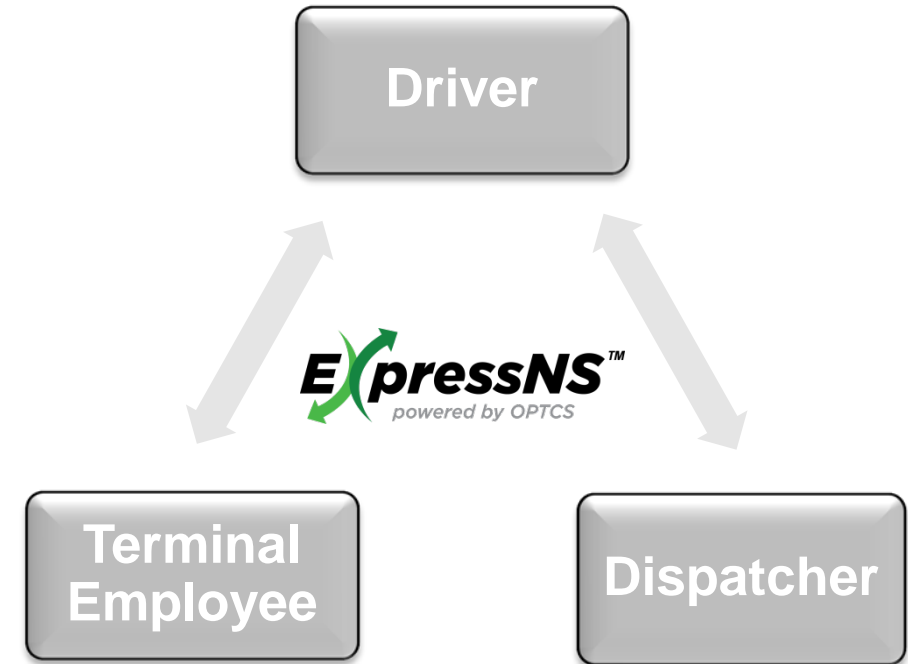 Driver
ExpressNS™
powered by OPTCS
Terminal
Employee
Dispatcher